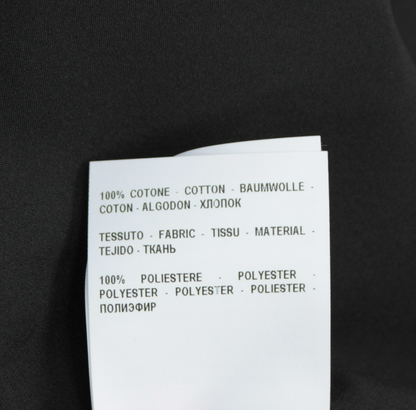 100% COTONE - COTTON - BAUMWOLLE -
COTON - ALGODON - ХЛОПОК
TESSUTO - FABRIC - TISSU - MATERIAL -
TEJIDO - ТКАНЬ
100% POLIESTERE - POLYESTER -
POLYESTER - POLYESTER - POLIESTER -
ПОЛИЭФИР